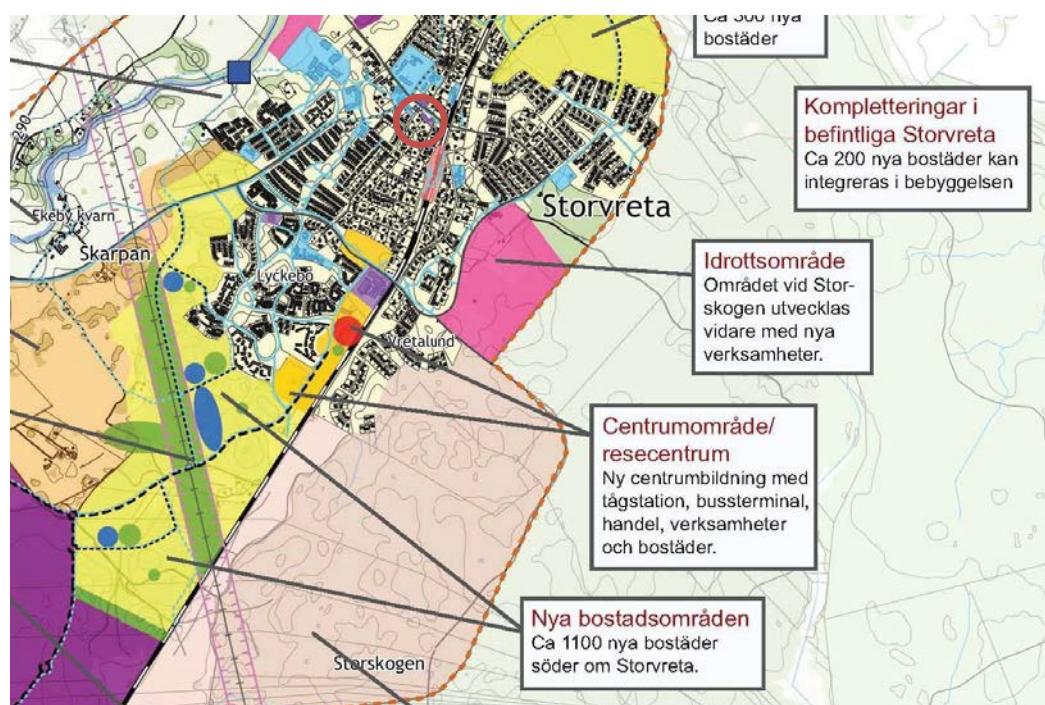 Ca 300 nya
bostäder
Kompletteringar i
befintliga Storvreta
Ca 200 nya bostäder kan
integreras i bebyggelsen
290
Ekeby kvarn
Skarpan
Storvreta
Lyckebo
Vretalund
Idrottsområde
Området vid Stor-
skogen utvecklas
vidare med nya
verksamheter.
Centrumområde/
resecentrum
Ny centrumbildning med
tågstation, bussterminal,
handel, verksamheter
och bostäder.
Nya bostadsområden
Ca 1100 nya bostäder
söder om Storvreta.
Storskogen